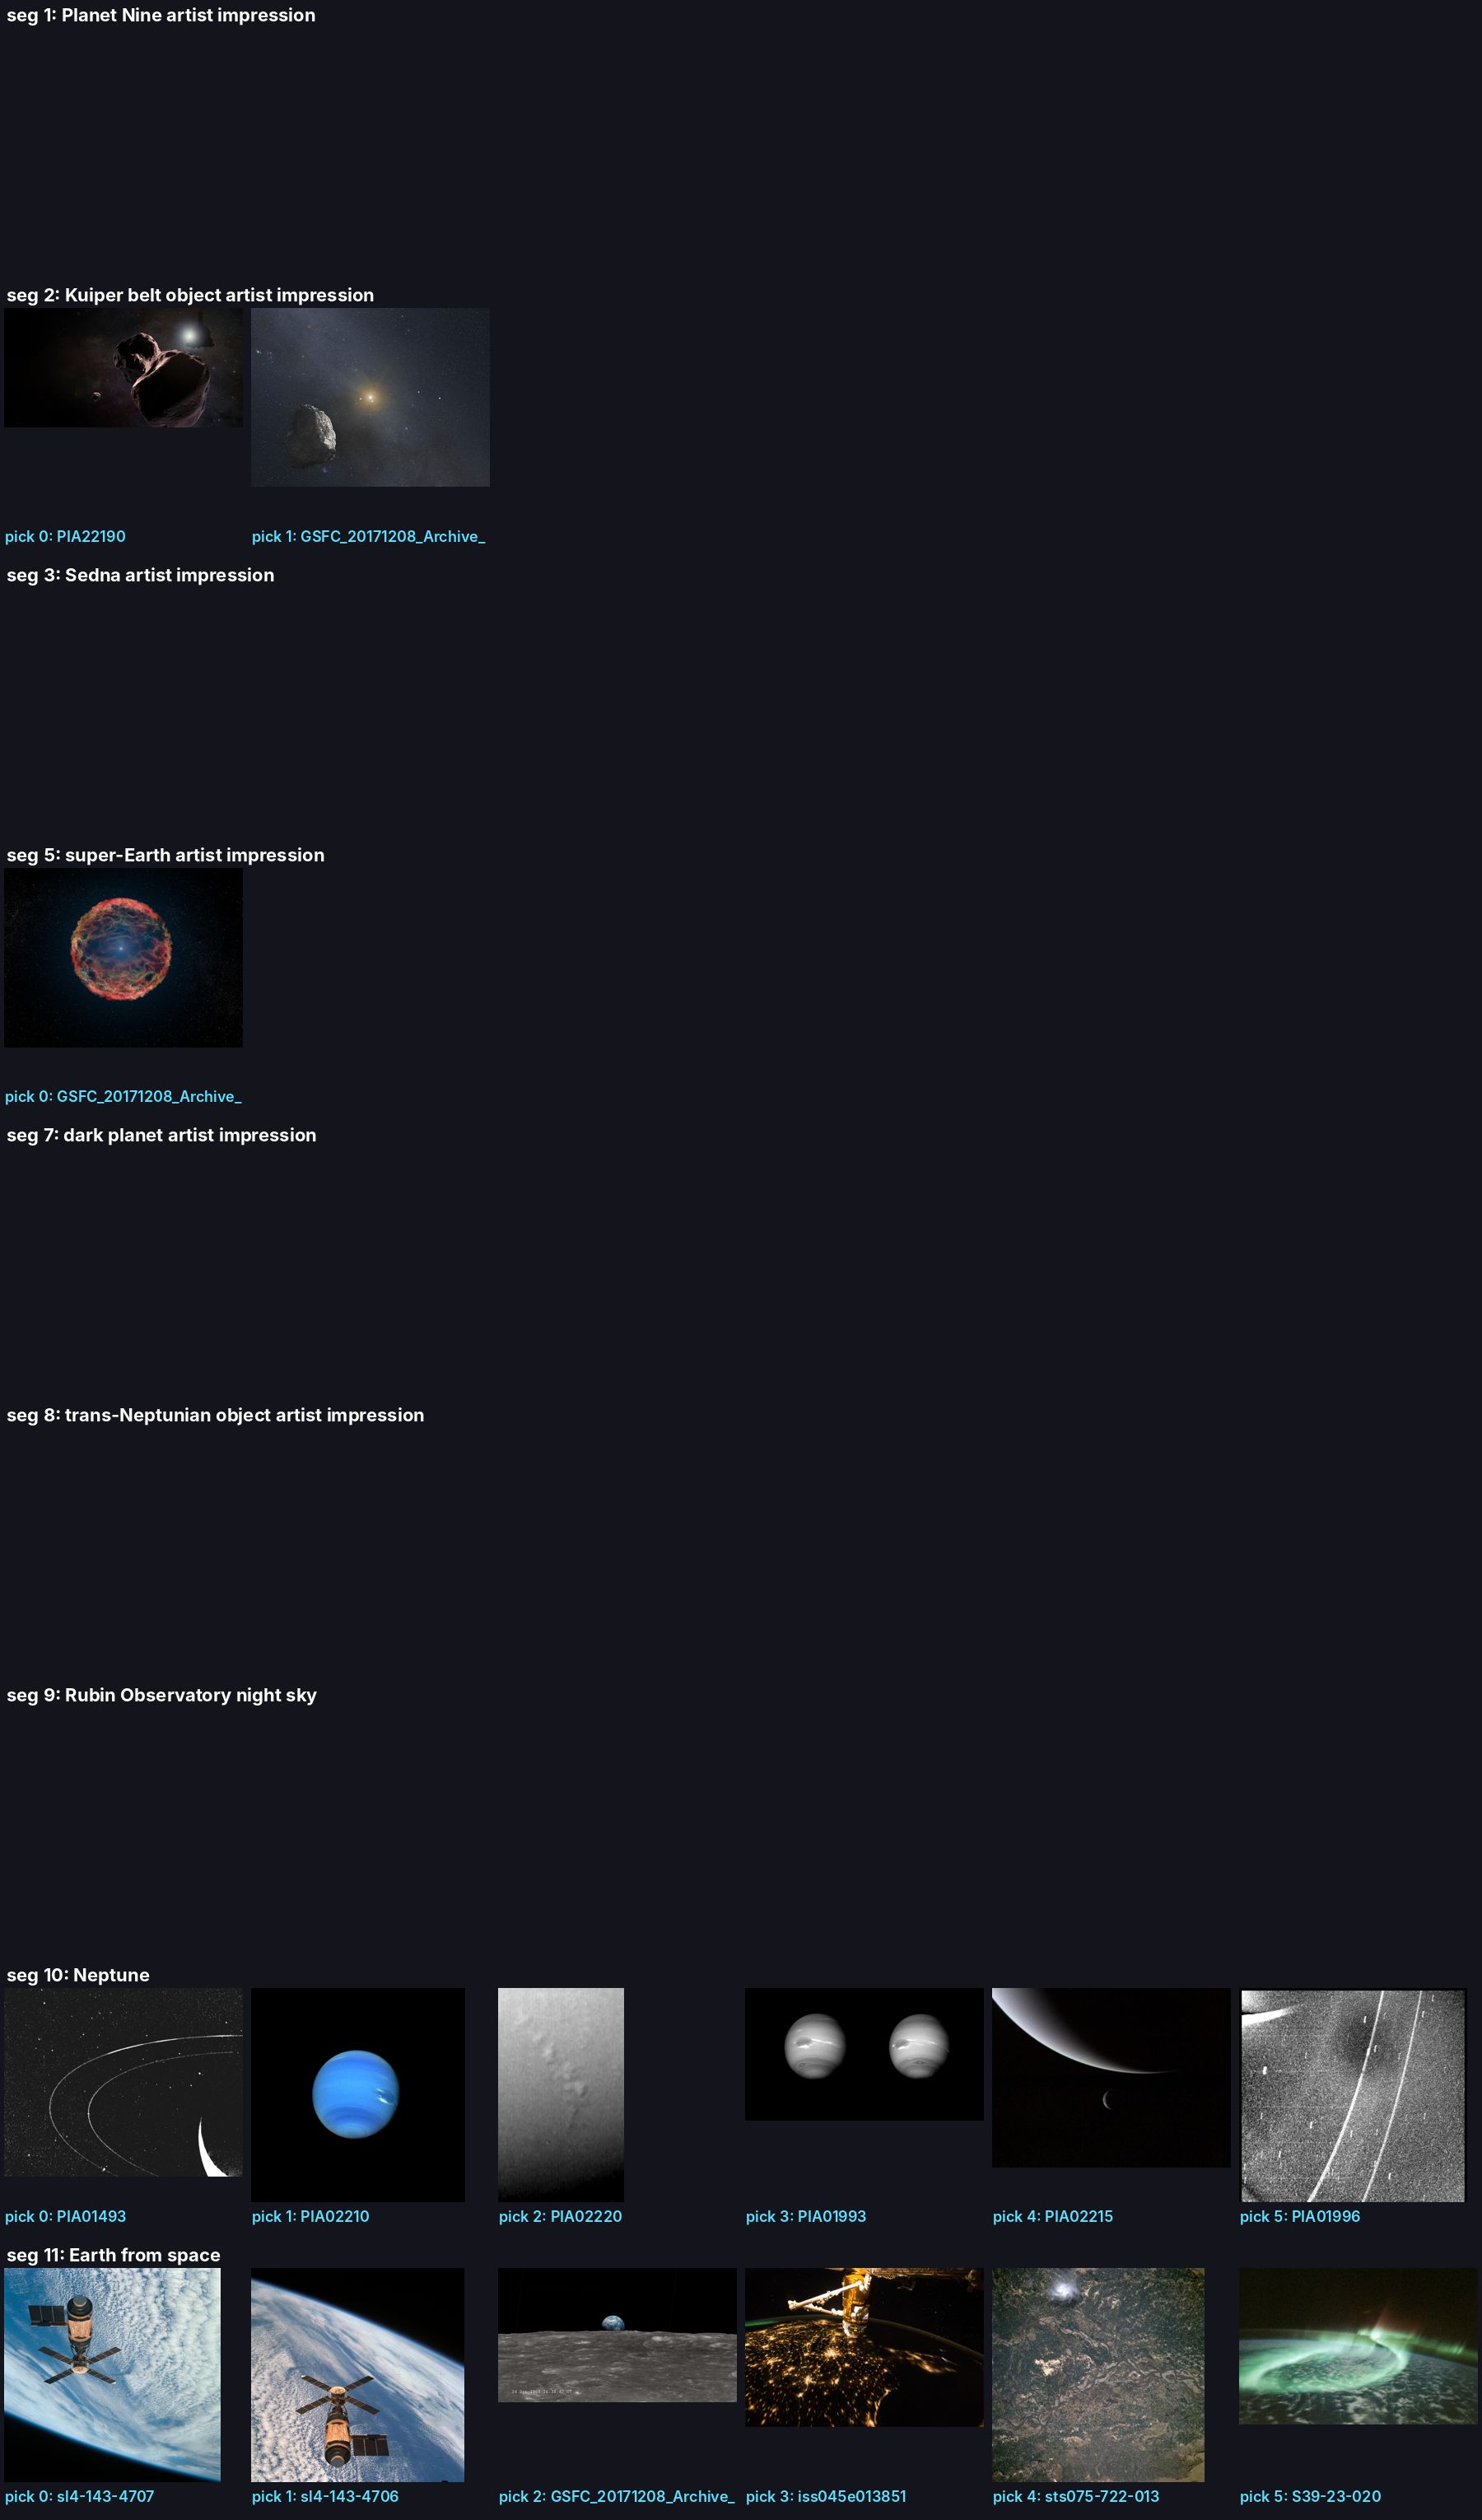 seg 1: Planet Nine artist impression
seg 2: Kuiper belt object artist impression
pick 0: PIA22190
pick 1: GSFC_20171208_Archive_
seg 3: Sedna artist impression
seg 5: super-Earth artist impression
pick 0: GSFC_20171208_Archive_
seg 7: dark planet artist impression
seg 8: trans-Neptunian object artist impression
seg 9: Rubin Observatory night sky
seg 10: Neptune
pick 0: PIA01493
pick 1: PIA02210
pick 2: PIA02220
pick 3: PIA01993
pick 4: PIA02215
pick 5: PIA01996
seg 11: Earth from space
pick 0: sl4-143-4707
pick 1: sl4-143-4706
pick 2: GSFC_20171208_Archive_
pick 3: iss045e013851
pick 4: sts075-722-013
pick 5: S39-23-020